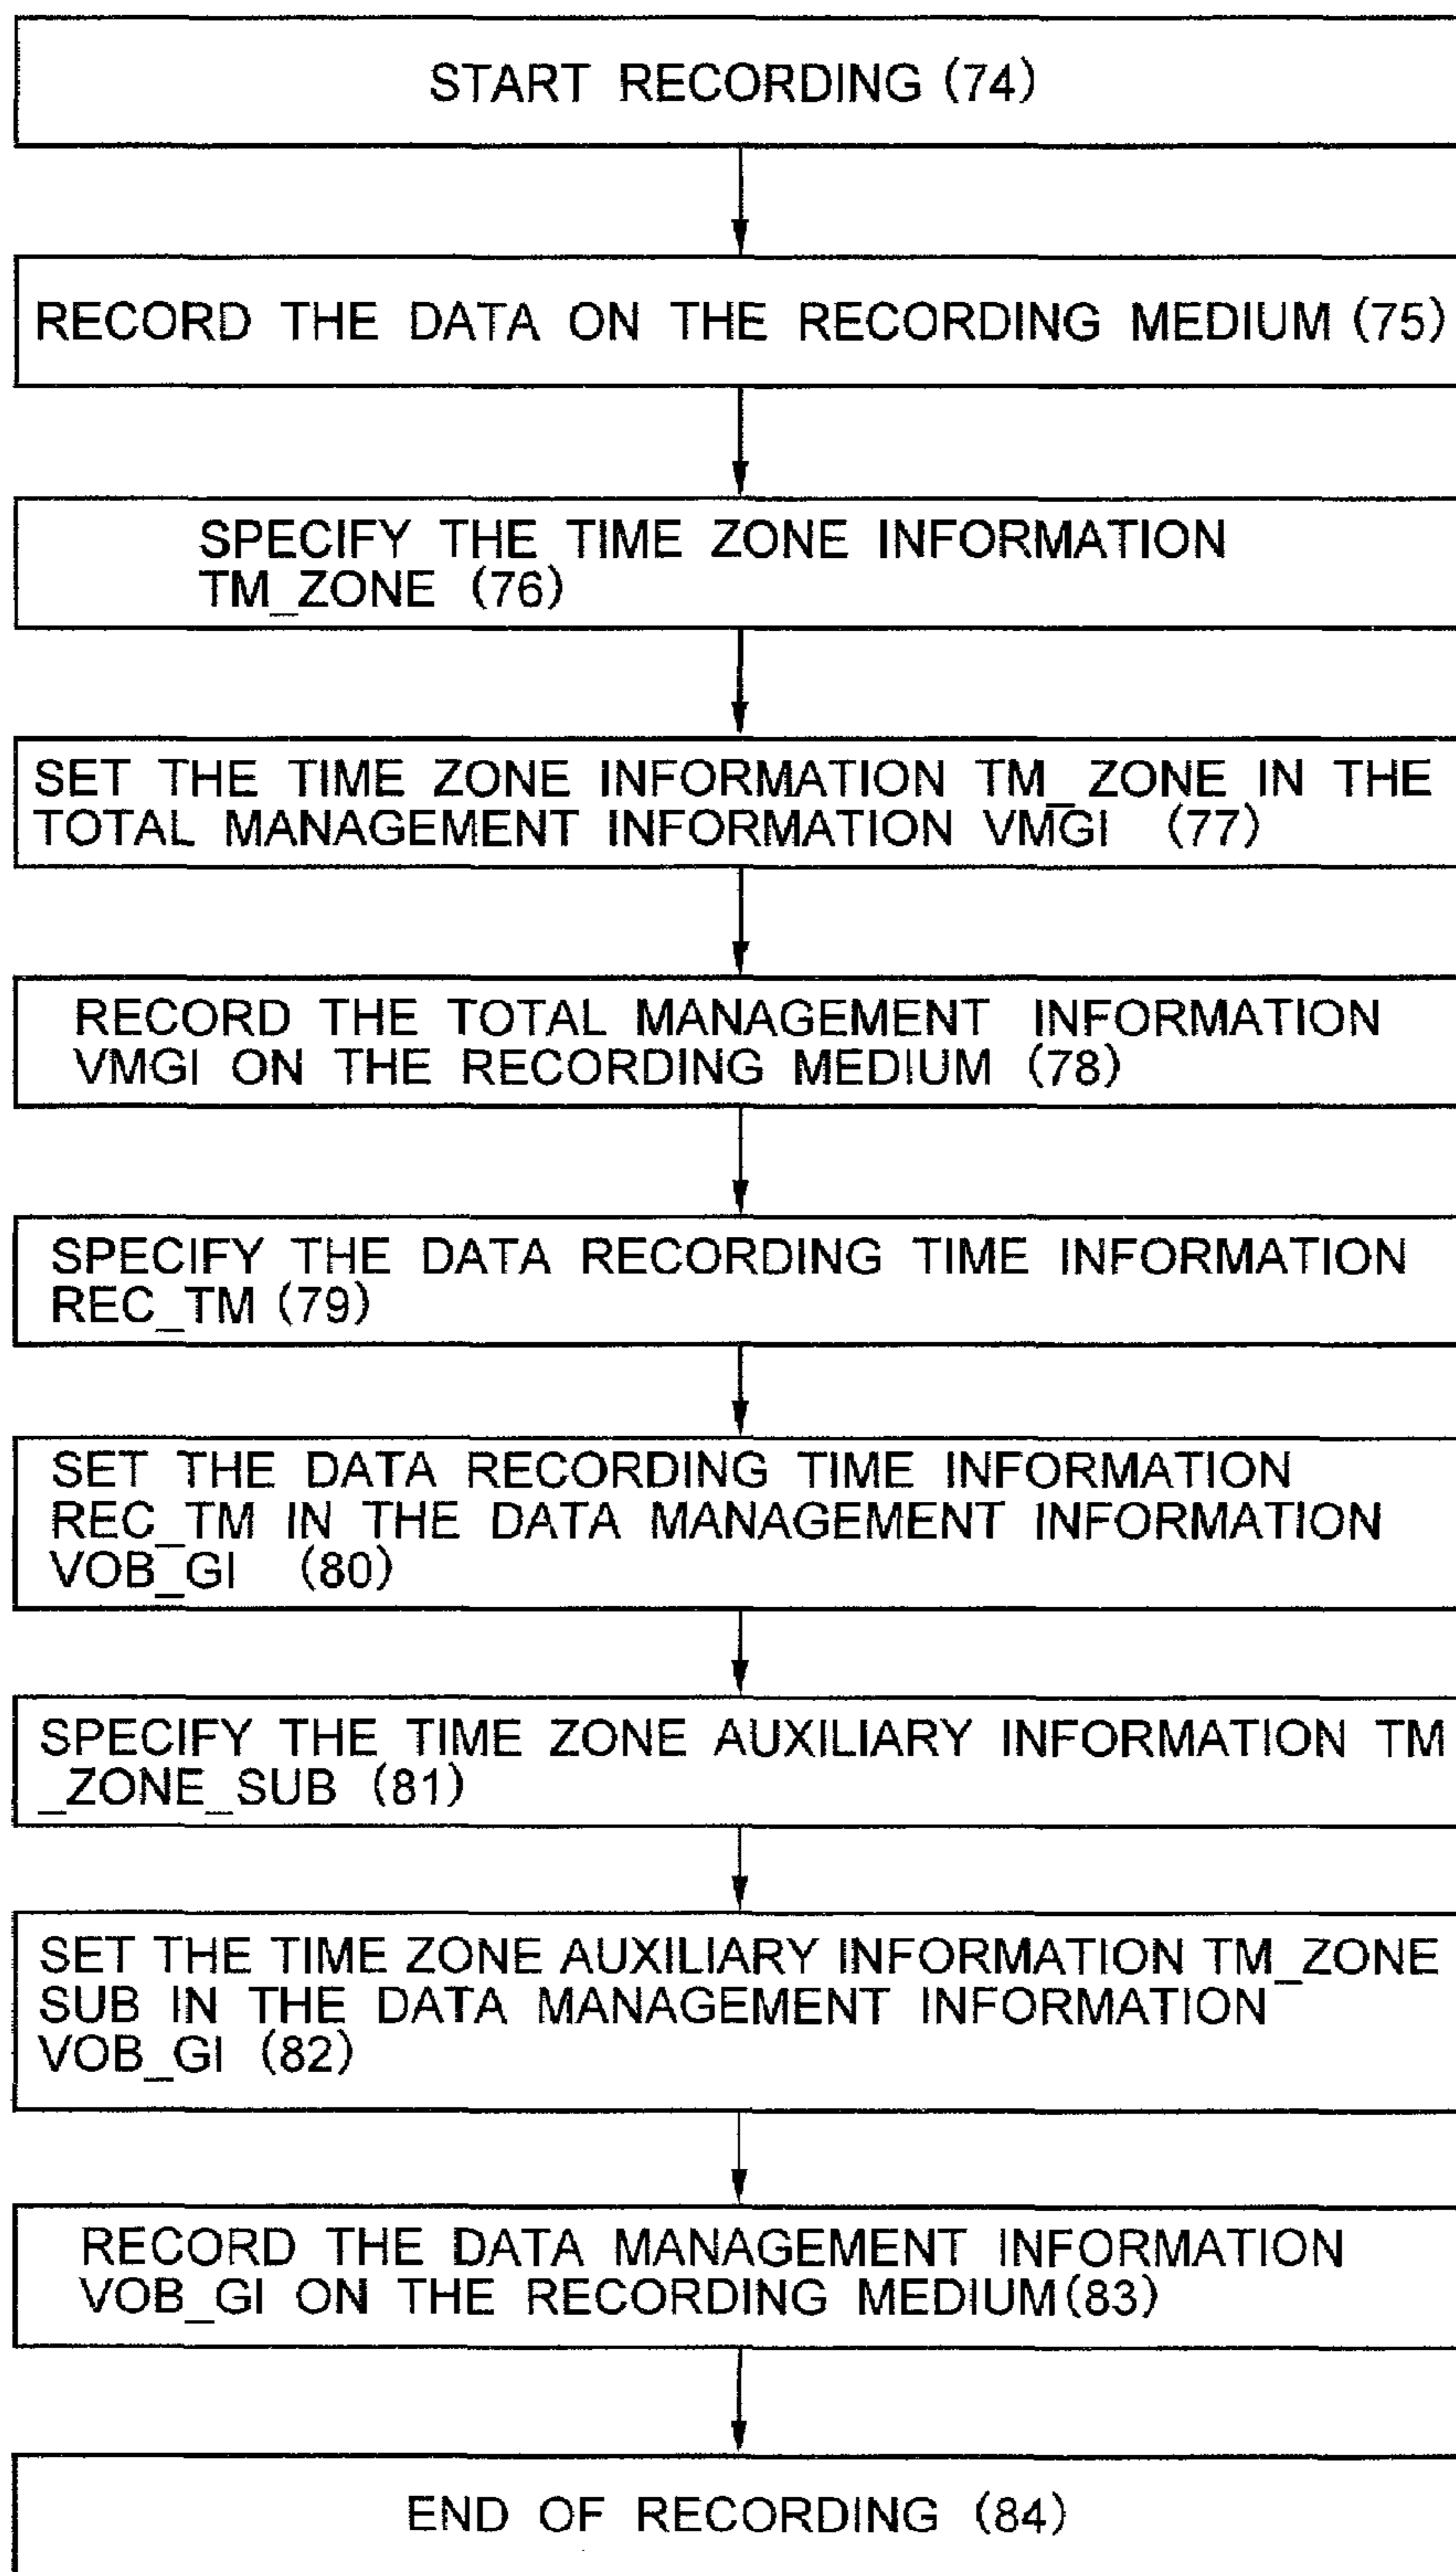 START RECORDING (74)
RECORD THE DATA ON THE RECORDING MEDIUM (75)
SPECIFY THE TIME ZONE INFORMATION
TM_ZONE (76)
SET THE TIME ZONE INFORMATION TM_ ZONE IN THE
TOTAL MANAGEMENT INFORMATION VMGI (77)
RECORD THE TOTAL MANAGEMENT INFORMATION
VMGI ON THE RECORDING MEDIUM (78)
SPECIFY THE DATA RECORDING TIME INFORMATION
REC_TM (79)
SET THE DATA RECORDING TIME INFORMATION
REC_TM IN THE DATA MANAGEMENT INFORMATION
VOB_GI (80)
SPECIFY THE TIME ZONE AUXILIARY INFORMATION TM
_ZONE_SUB (81)
SET THE TIME ZONE AUXILIARY INFORMATION TM_ZONE
SUB IN THE DATA MANAGEMENT INFORMATION
VOB_GI (82)
RECORD THE DATA MANAGEMENT INFORMATION
VOB_GI ON THE RECORDING MEDIUM(83)
END OF RECORDING (84)